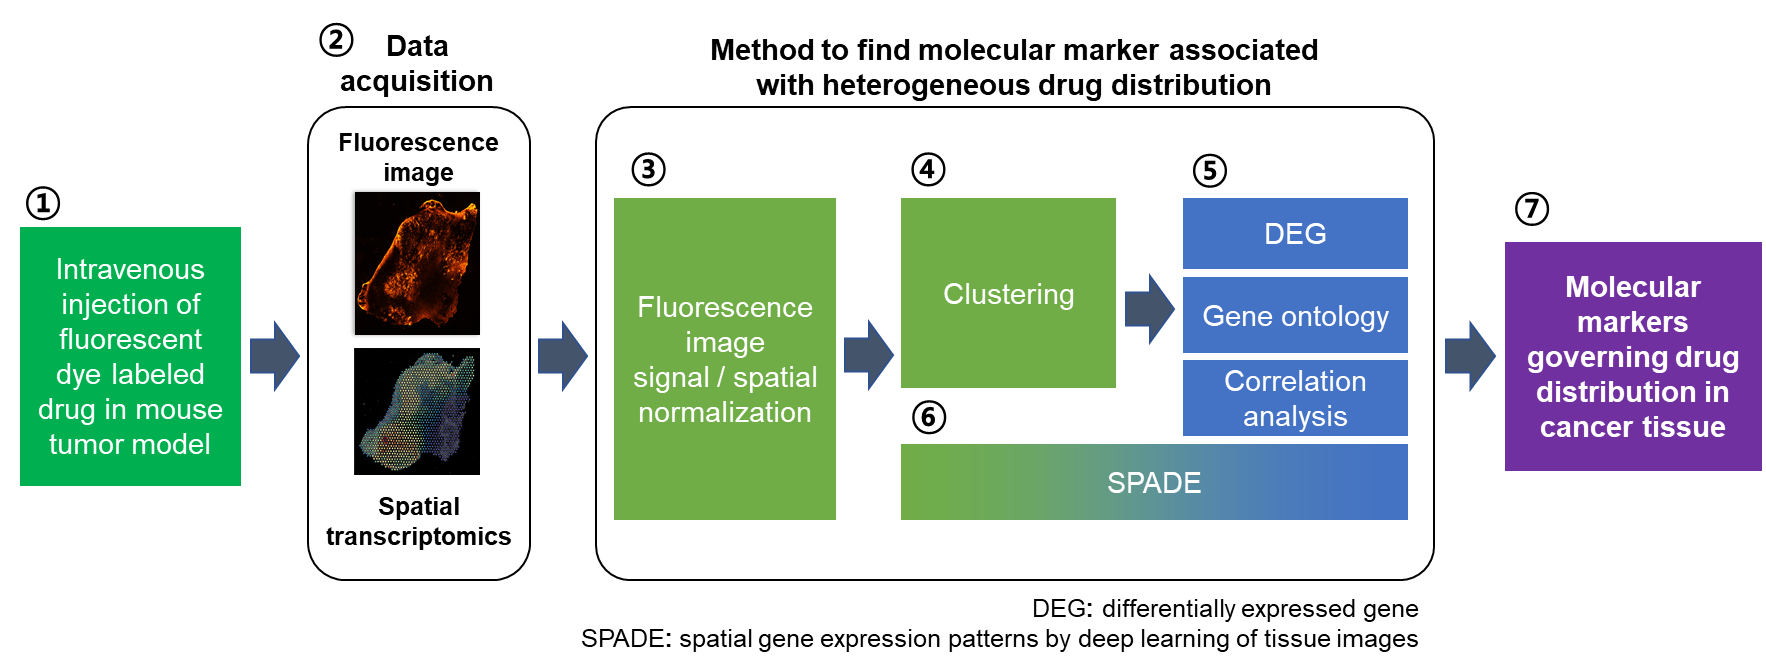 ①
Intravenous
injection of
fluorescent
dye labeled
drug in mouse
tumor model
②
Data
acquisition
Fluorescence
image
Spatial
transcriptomics
Method to find molecular marker associated
with heterogeneous drug distribution
③
Fluorescence
image
signal / spatial
normalization
④
Clustering
⑤
DEG
Gene ontology
Correlation
analysis
⑥
SPADE
⑦
Molecular
markers
governing drug
distribution in
cancer tissue
DEG: differentially expressed gene
SPADE: spatial gene expression patterns by deep learning of tissue images